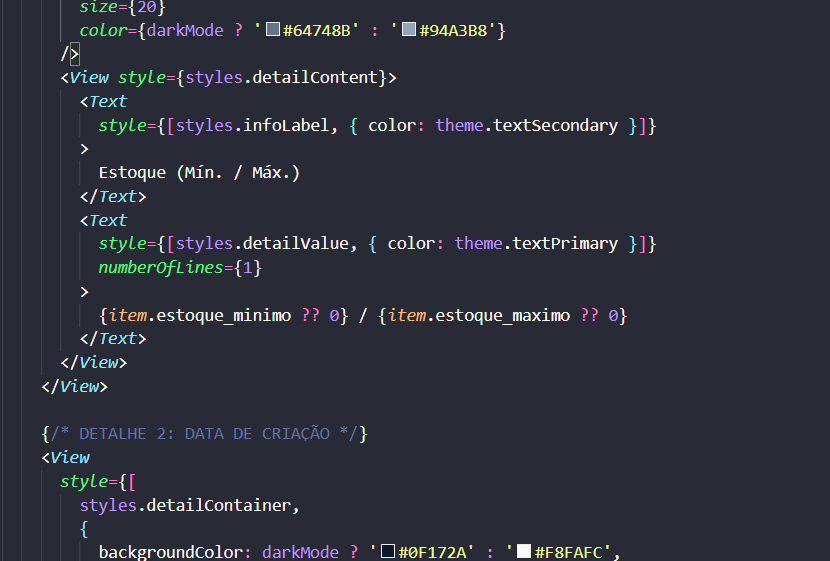 size={20}
color={darkMode ? '#64748B' : '#94A3B8'}
/>
<View style={styles.detailContent}>
<Text
style={[styles.infoLabel, { color: theme.textSecondary }]}
>
Estoque (Mín. / Máx.)
</Text>
<Text
style={[styles.detailValue, { color: theme.textPrimary }]}
numberOfLines={1}
>
{item.estoque_minimo ?? 0} / {item.estoque_maximo ?? 0}
</Text>
</View>
</View>
{/* DETALHE 2: DATA DE CRIAÇÃO */}
<View
style={[
styles.detailContainer,
{
backgroundColor: darkMode ? '#0F172A' : '#F8FAFC',